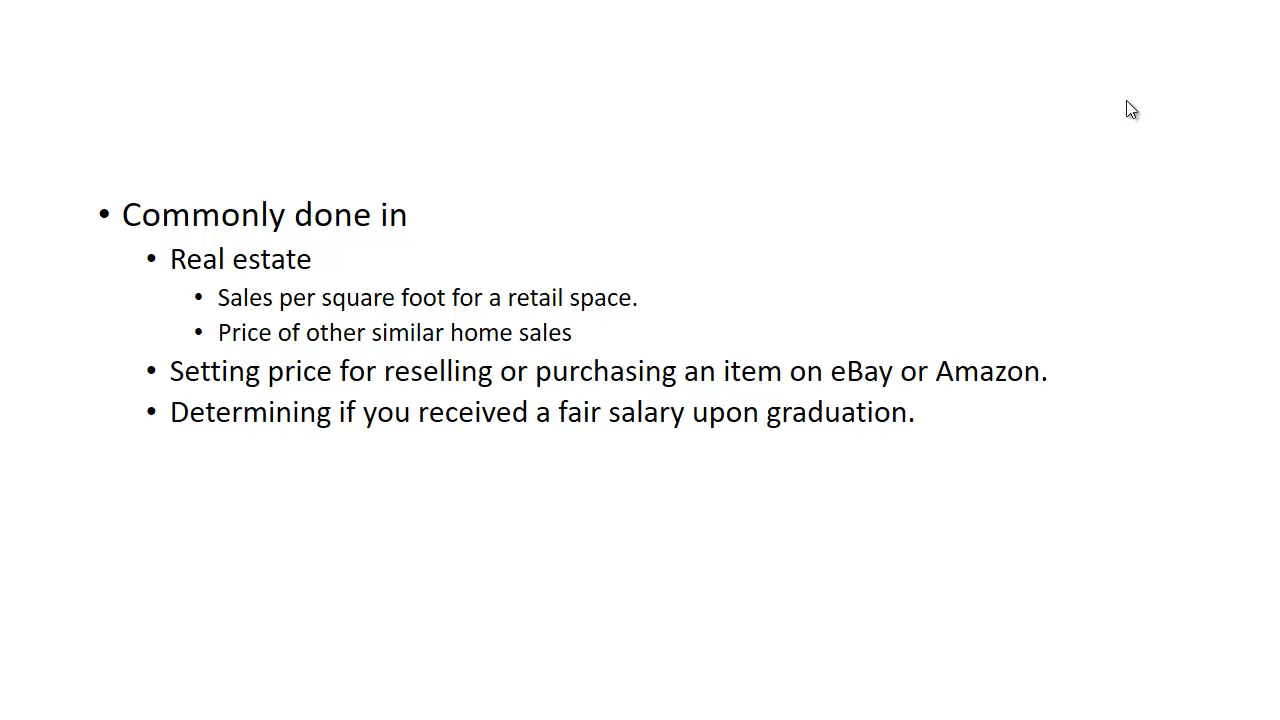 • Commonly done in
• Real estate
• Sales per square foot for a retail space.
• Price of other similar home sales
• Setting price for reselling or purchasing an item on eBay or Amazon.
• Determining if you received a fair salary upon graduation.